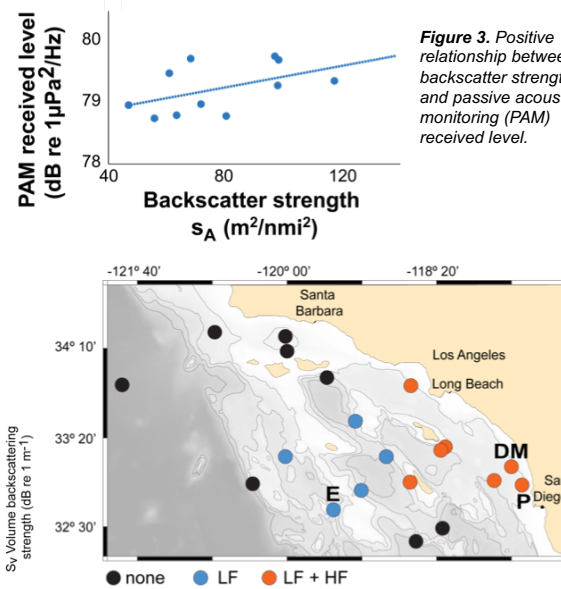 80
79
78
40
80
120
PAM received level
(dB re 1µPa²/Hz)
Backscatter strength
sA (m²/nmi²)
Figure 3. Positive
relationship
backscatter
and passive
monitoring (PAM)
received level.
-121° 40'
-120° 00'
-118° 20'
34° 10'
33° 20'
32° 30'
Santa
Barbara
Los Angeles
Long Beach
DM
E
P
Sv Volume backscattering
strength (dB re 1 m-¹)
none
LF
LF + HF